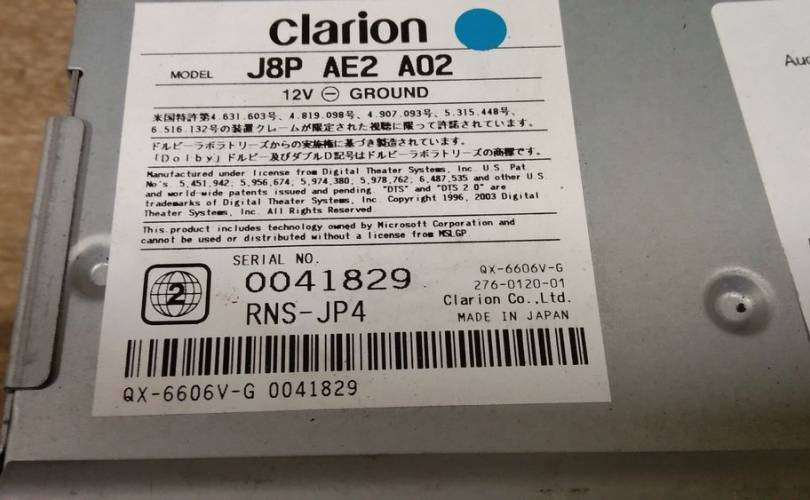 clarion
MODEL J8P AE2 A02
12V ⊖ GROUND
米国特許第4.631.603号、4.819.098号、4.907.093号、5.315.448号、
6.516.132号の装置クレームが限定された視聴に限って許諾されています。
ドルビーラボラトリーズからの実施権に基づき製造されています。
「Dolby」ドルビー及びダブルD記号はドルビーラボラトリーズの商標です。
Manufactured under license from Digital Theater Systems, Inc. U.S. Pat.
No's. 5,451,942; 5,956,674; 5,974,380; 5,978,762; 6,487,535 and other U.S.
and world-wide patents issued and pending. "DTS" and "DTS 2.0" are
trademarks of Digital Theater Systems, Inc. Copyright 1996, 2003 Digital
Theater Systems, Inc. All Rights Reserved.
This product includes technology owned by Microsoft Corporation and
cannot be used or distributed without a license from MSLGP.
2
SERIAL NO.
0041829
RNS-JP4
QX-6606V-G
276-0120-01
Clarion Co.,Ltd.
MADE IN JAPAN
QX-6606V-G 0041829